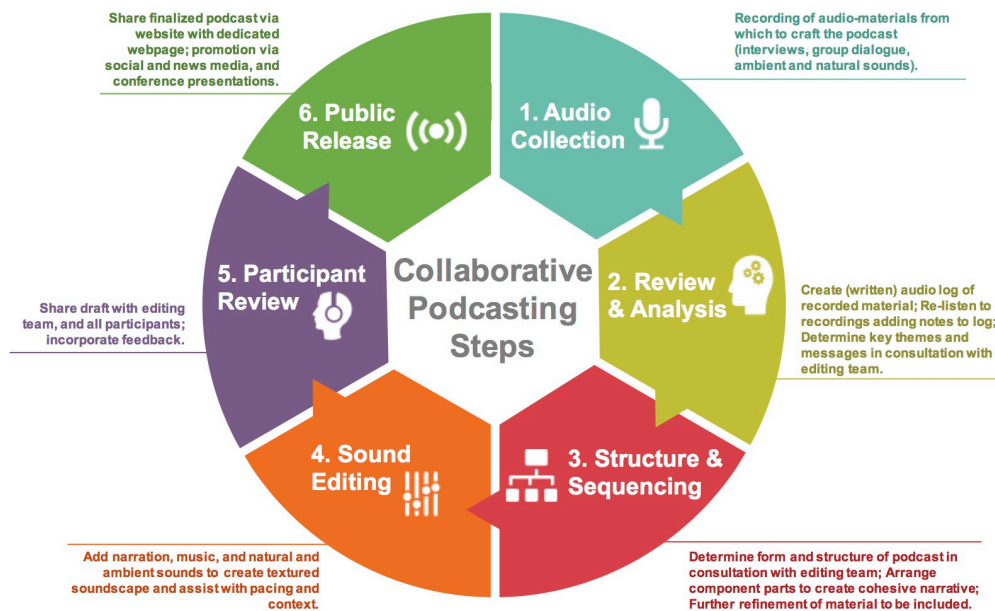 Collaborative
Podcasting
Steps
1. Audio
Collection
Recording of audio-materials from
which to craft the podcast
(interviews, group dialogue,
ambient and natural sounds).
2. Review
& Analysis
Create (written) audio log of
recorded material; Re-listen to
recordings adding notes to log;
Determine key themes and
messages in consultation with
editing team.
3. Structure &
Sequencing
Determine form and structure of podcast in
consultation with editing team; Arrange
component parts to create cohesive narrative;
Further refinement of material to be included.
4. Sound
Editing
Add narration, music, and natural and
ambient sounds to create textured
soundscape and assist with pacing and
context.
5. Participant
Review
Share draft with editing
team, and all participants;
incorporate feedback.
6. Public
Release
Share finalized podcast via
website with dedicated
webpage; promotion via
social and news media, and
conference presentations.